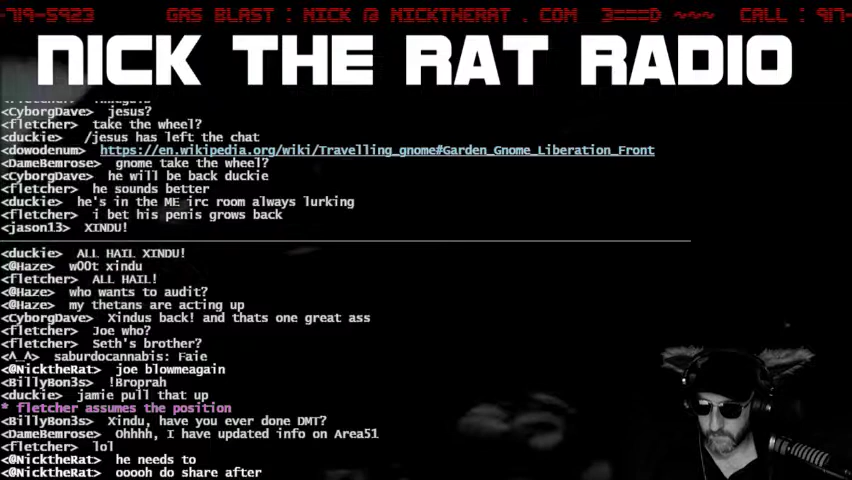 -719-5923 GAS BLAST : NICK @ NICKTHERAT . COM 3===D ~~~ CALL : 917-
NICK THE RAT RADIO
<CyborgDave> jesus?
<fletcher> take the wheel?
<duckie> /jesus has left the chat
<dowodenum> https://en.wikipedia.org/wiki/Travelling_gnome#Garden_Gnome_Liberation_Front
<DameBemrose> gnome take the wheel?
<CyborgDave> he will be back duckie
<fletcher> he sounds better
<duckie> he's in the ME irc room always lurking
<fletcher> i bet his penis grows back
<jason13> XINDU!
<duckie> ALL HAIL XINDU!
<@Haze> w00t xindu
<fletcher> ALL HAIL!
<@Haze> who wants to audit?
<@Haze> my thetans are acting up
<CyborgDave> Xindus back! and thats one great ass
<fletcher> Joe who?
<fletcher> Seth's brother?
<^_^> saburdocannabis: Faie
<@NicktheRat> joe blowmeagain
<BillyBon3s> !Broprah
<duckie> jamie pull that up
* fletcher assumes the position
<BillyBon3s> Xindu, have you ever done DMT?
<DameBemrose> Ohhhh, I have updated info on Area51
<fletcher> lol
<@NicktheRat> he needs to
<@NicktheRat> ooooh do share after